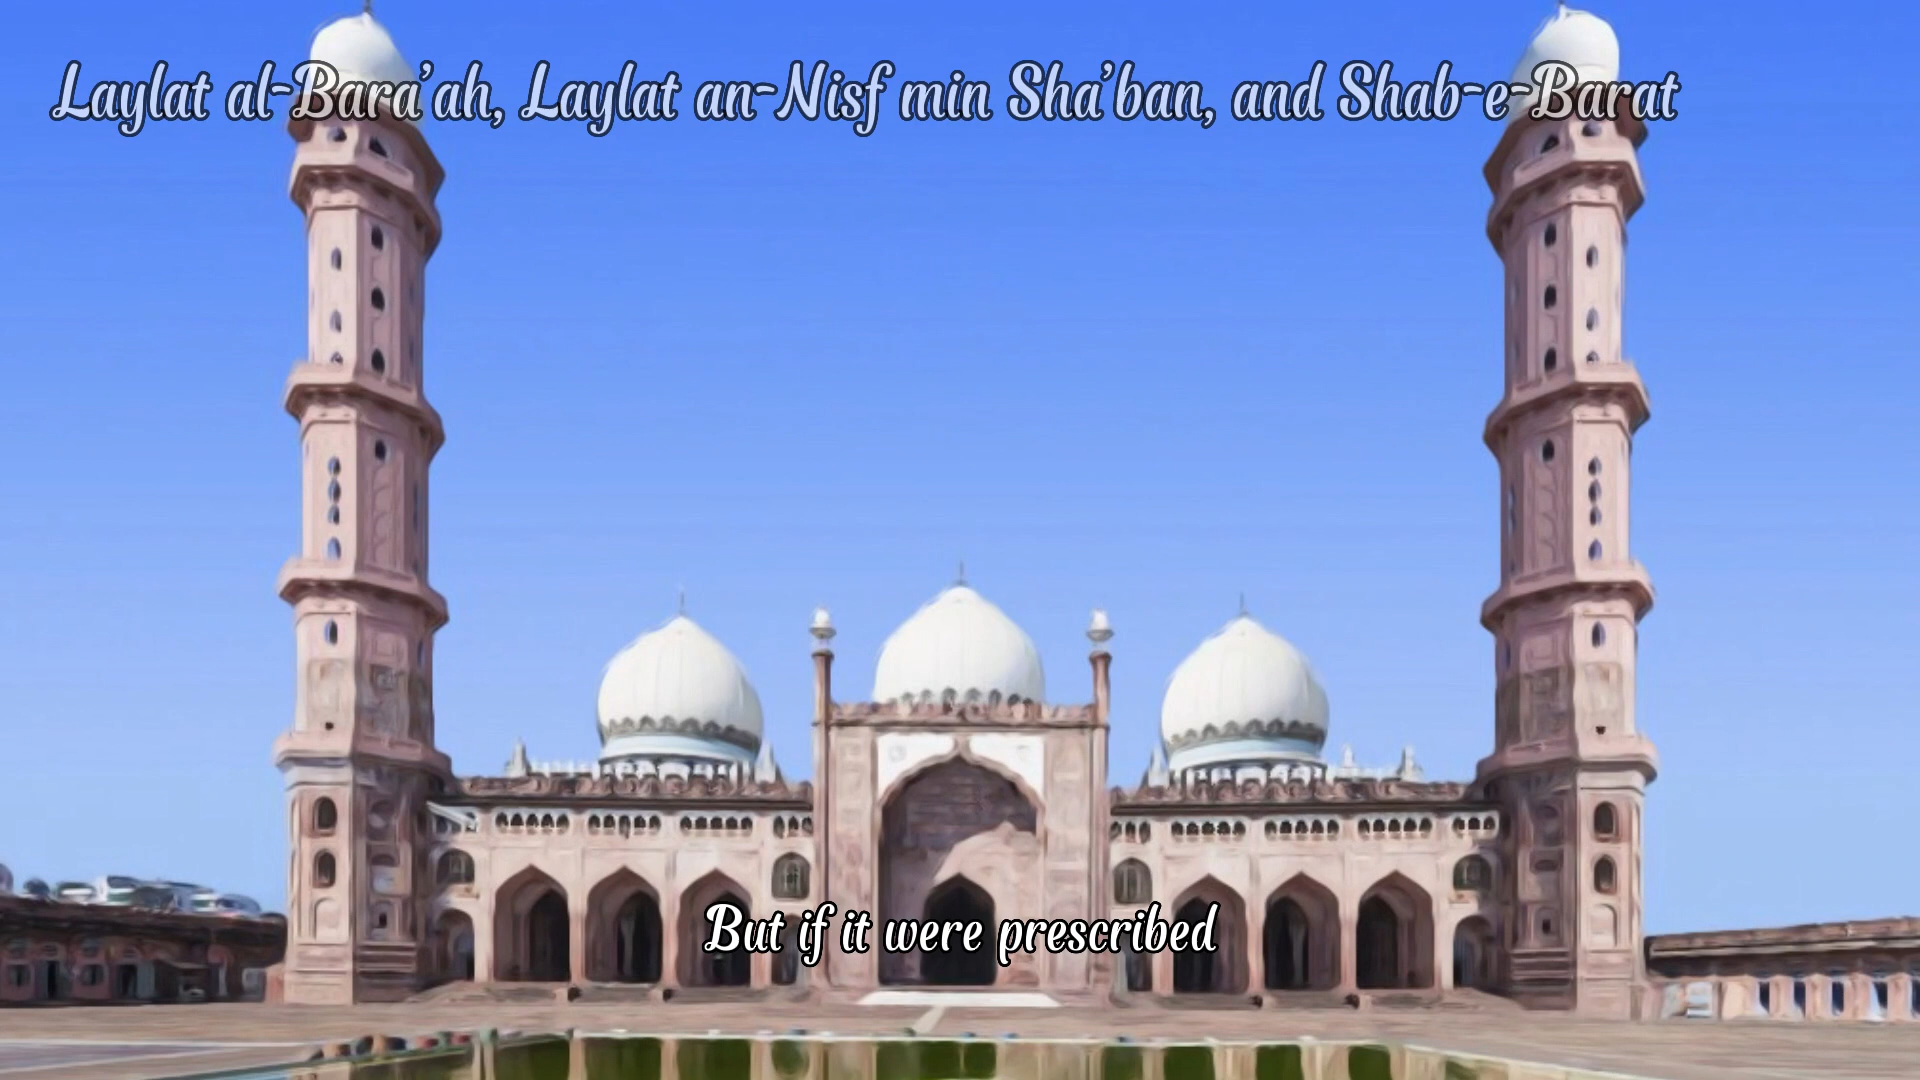 Laylat al-Bara’ah, Laylat an-Nisf min Sha’ban, and Shab-e-Barat
But if it were prescribed